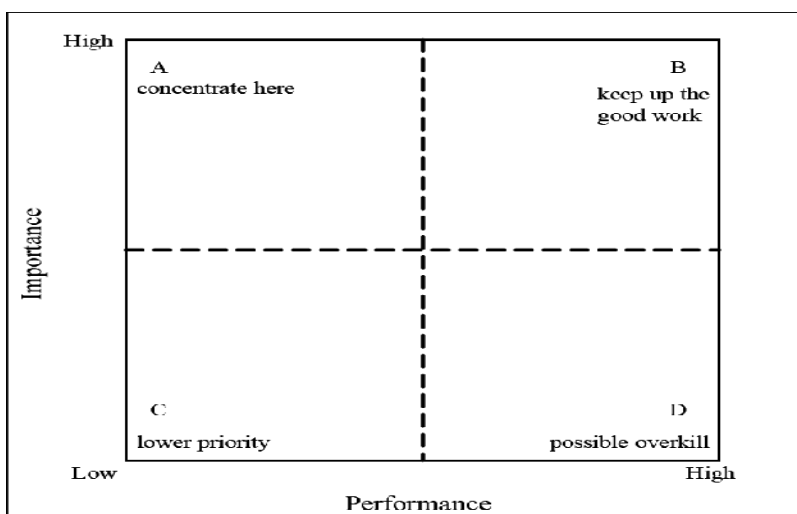 High
A
concentrate here
B
keep up the
good work
Importance
C
lower priority
D
possible overkill
Low
High
Performance